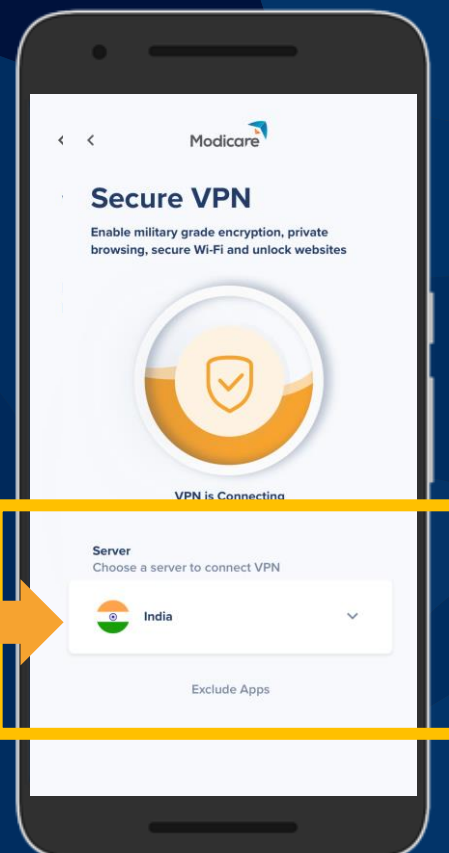 Modicare
Secure VPN
Enable military grade encryption, private
browsing, secure Wi-Fi and unlock websites
VPN is Connecting
Server
Choose a server to connect VPN
India
Exclude Apps